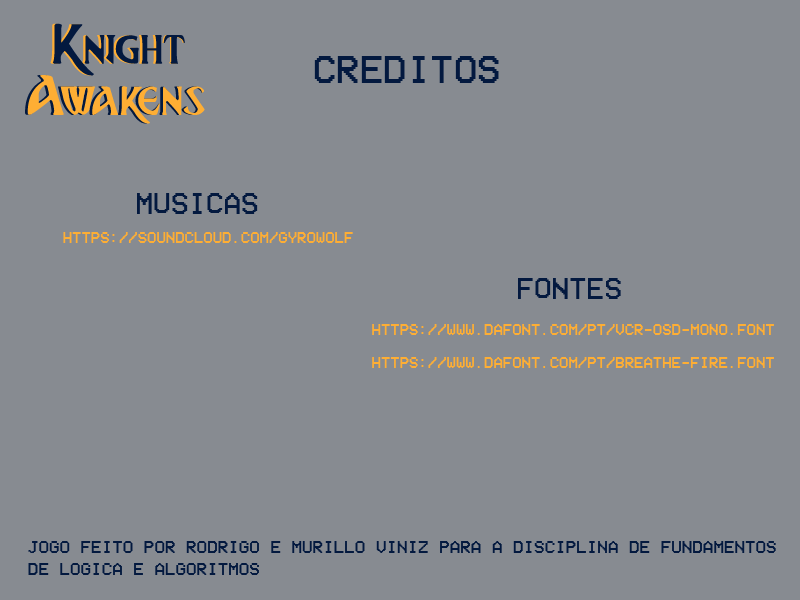 KNIGHT
AWAKENS
CREDITOS
MUSICAS
HTTPS://SOUNDCLOUD.COM/GYROWOLF
FONTES
HTTPS://WWW.DAFONT.COM/PT/VCR-OSD-MONO.FONT
HTTPS://WWW.DAFONT.COM/PT/BREATHE-FIRE.FONT
JOGO FEITO POR RODRIGO E MURILLO VINIZ PARA A DISCIPLINA DE FUNDAMENTOS
DE LOGICA E ALGORITMOS